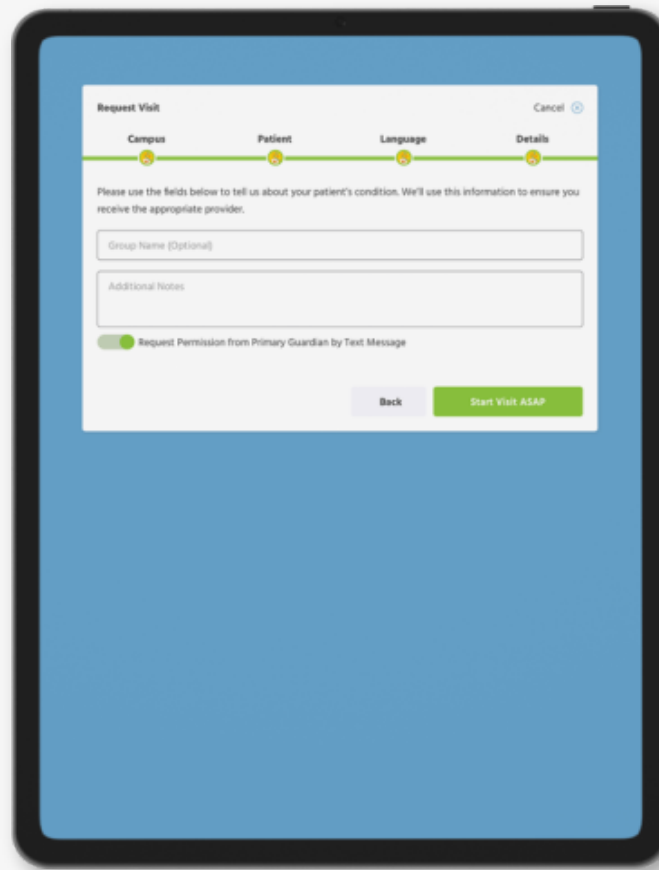 Request Visit
Cancel
Campus
Patient
Language
Details
Please use the fields below to tell us about your patient's condition. We'll use this information to ensure you
receive the appropriate provider.
Group Name (Optional)
Additional Notes
Request Permission from Primary Guardian by Text Message
Back
Start Visit ASAP